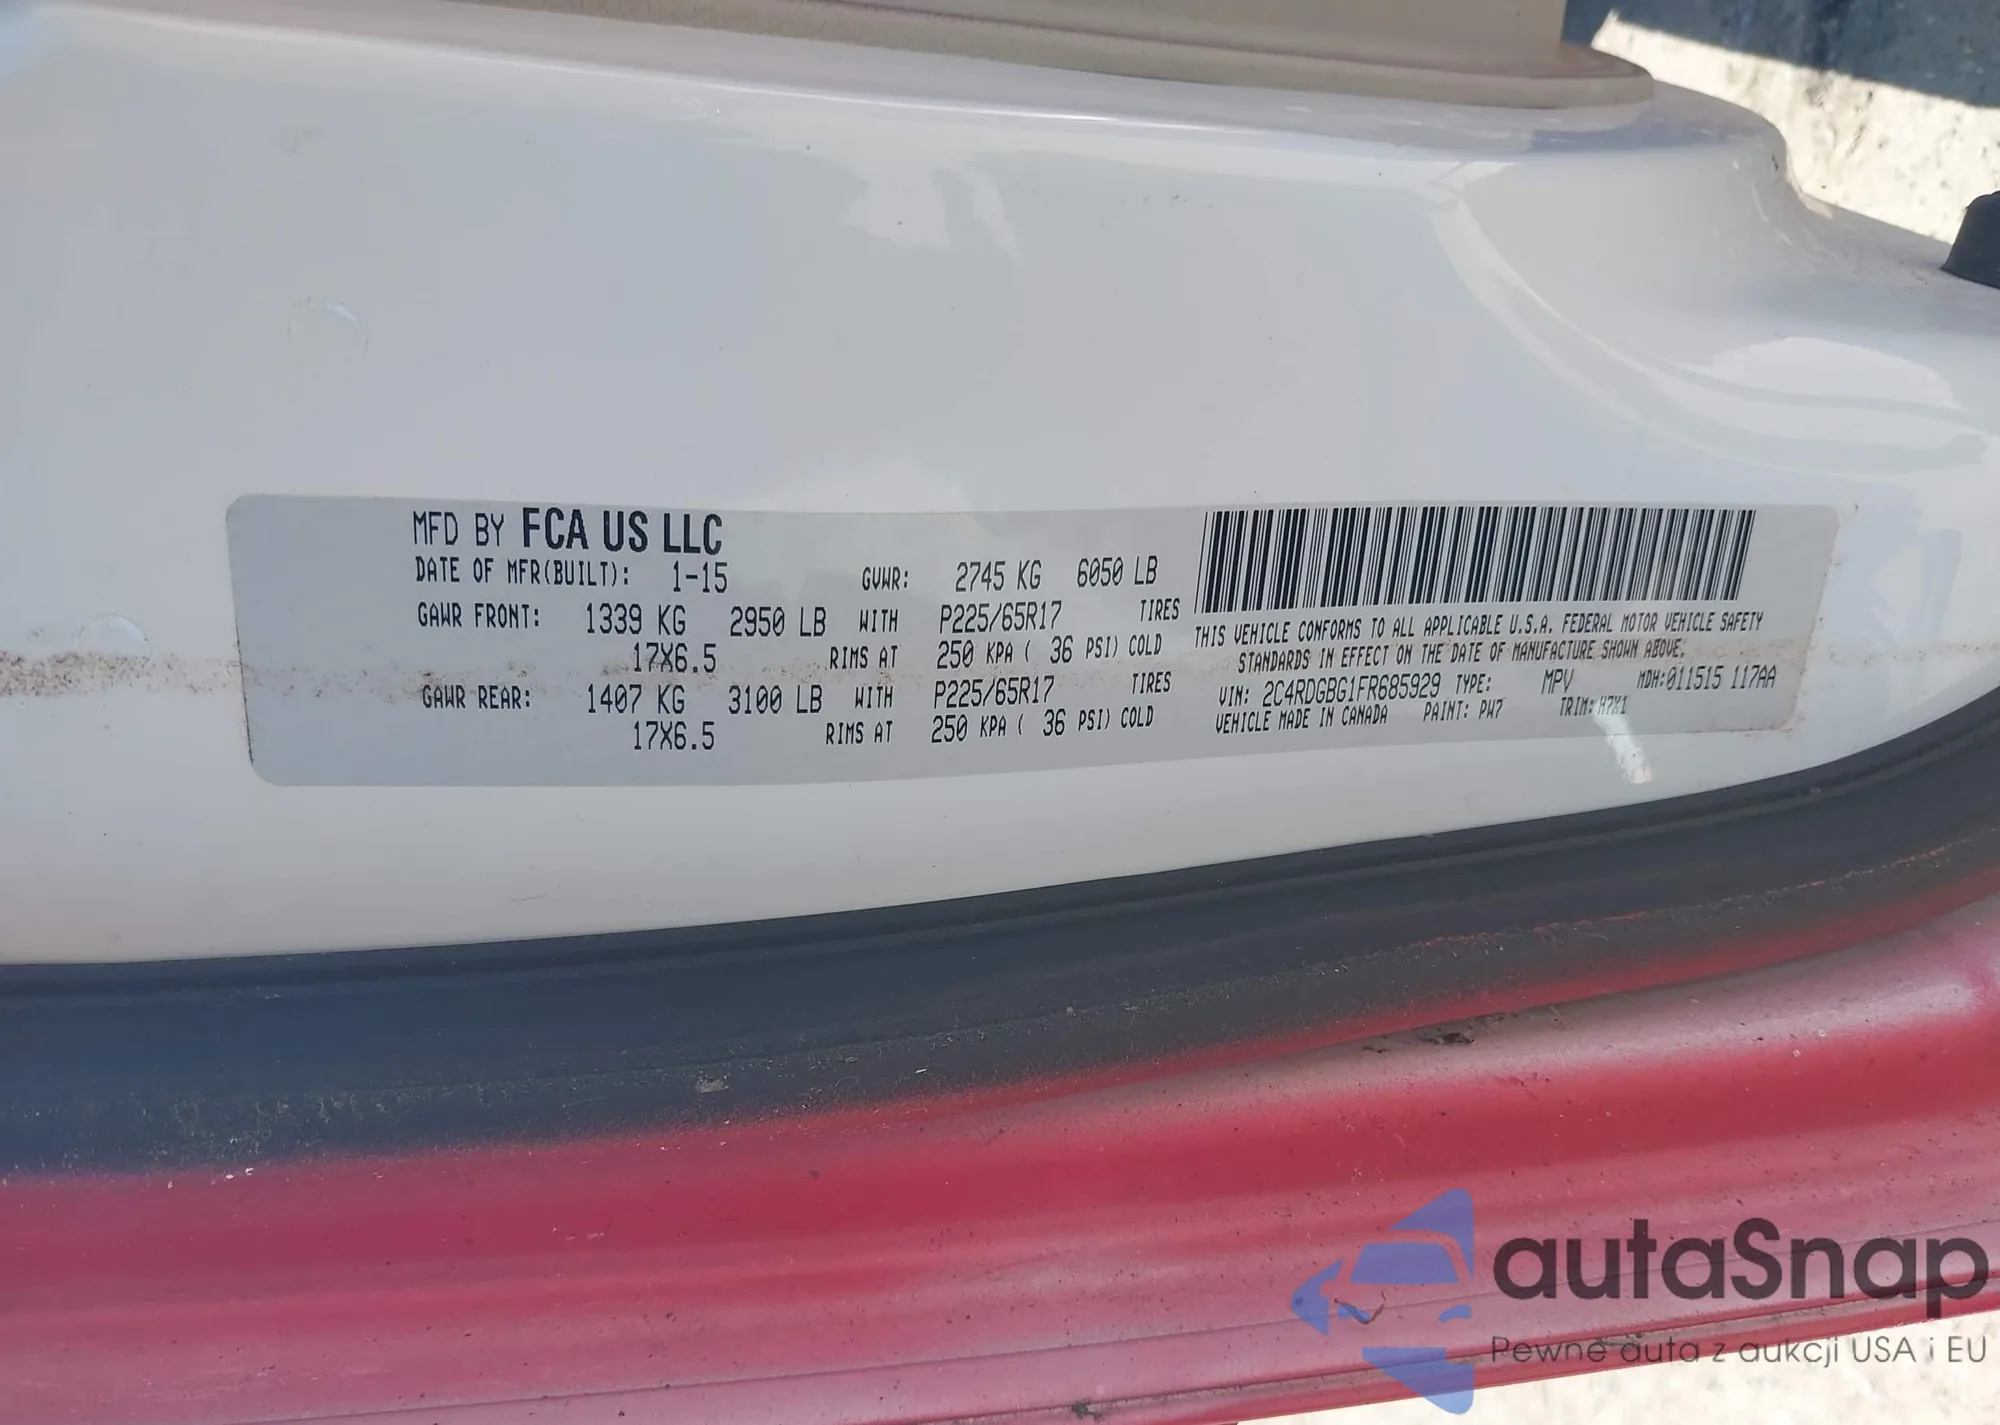 MFD BY FCA US LLC
DATE OF MFR(BUILT): 1-15 GVWR: 2745 KG 6050 LB
GAWR FRONT: 1339 KG 2950 LB WITH P225/65R17 TIRES
17X6.5 RIMS AT 250 KPA ( 36 PSI) COLD
GAWR REAR: 1407 KG 3100 LB WITH P225/65R17 TIRES
17X6.5 RIMS AT 250 KPA ( 36 PSI) COLD
THIS VEHICLE CONFORMS TO ALL APPLICABLE U.S.A. FEDERAL MOTOR VEHICLE SAFETY
STANDARDS IN EFFECT ON THE DATE OF MANUFACTURE SHOWN ABOVE.
VIN: 2C4RDGBG1FR685929 TYPE: MPV MDH:011515 117AA
VEHICLE MADE IN CANADA PAINT: PW7 TRIM: H7X1
autaSnap
Pewne auta z aukcji USA i EU